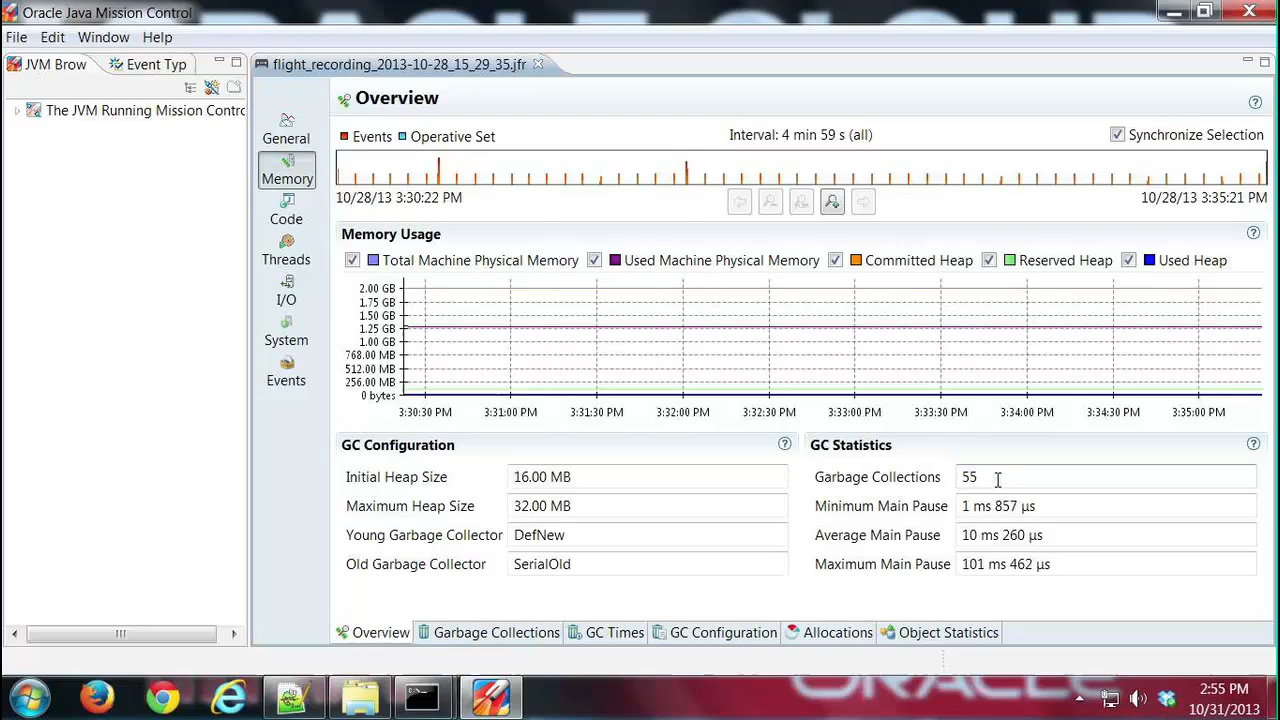 Oracle Java Mission Control
File Edit Window Help
JVM Brow Event Typ
flight_recording_2013-10-28_15_29_35.jfr
The JVM Running Mission Contro
General
Memory
Code
Threads
I/O
System
Events
Overview
Events Operative Set Interval: 4 min 59 s (all) Synchronize Selection
10/28/13 3:30:22 PM 10/28/13 3:35:21 PM
Memory Usage
Total Machine Physical Memory Used Machine Physical Memory Committed Heap Reserved Heap Used Heap
2.00 GB
1.75 GB
1.50 GB
1.25 GB
1.00 GB
768.00 MB
512.00 MB
256.00 MB
0 bytes
3:30:30 PM 3:31:00 PM 3:31:30 PM 3:32:00 PM 3:32:30 PM 3:33:00 PM 3:33:30 PM 3:34:00 PM 3:34:30 PM 3:35:00 PM
GC Configuration
Initial Heap Size 16.00 MB
Maximum Heap Size 32.00 MB
Young Garbage Collector DefNew
Old Garbage Collector SerialOld
GC Statistics
Garbage Collections 55
Minimum Main Pause 1 ms 857 µs
Average Main Pause 10 ms 260 µs
Maximum Main Pause 101 ms 462 µs
Overview Garbage Collections GC Times GC Configuration Allocations Object Statistics
ORACLE
2:55 PM
10/31/2013